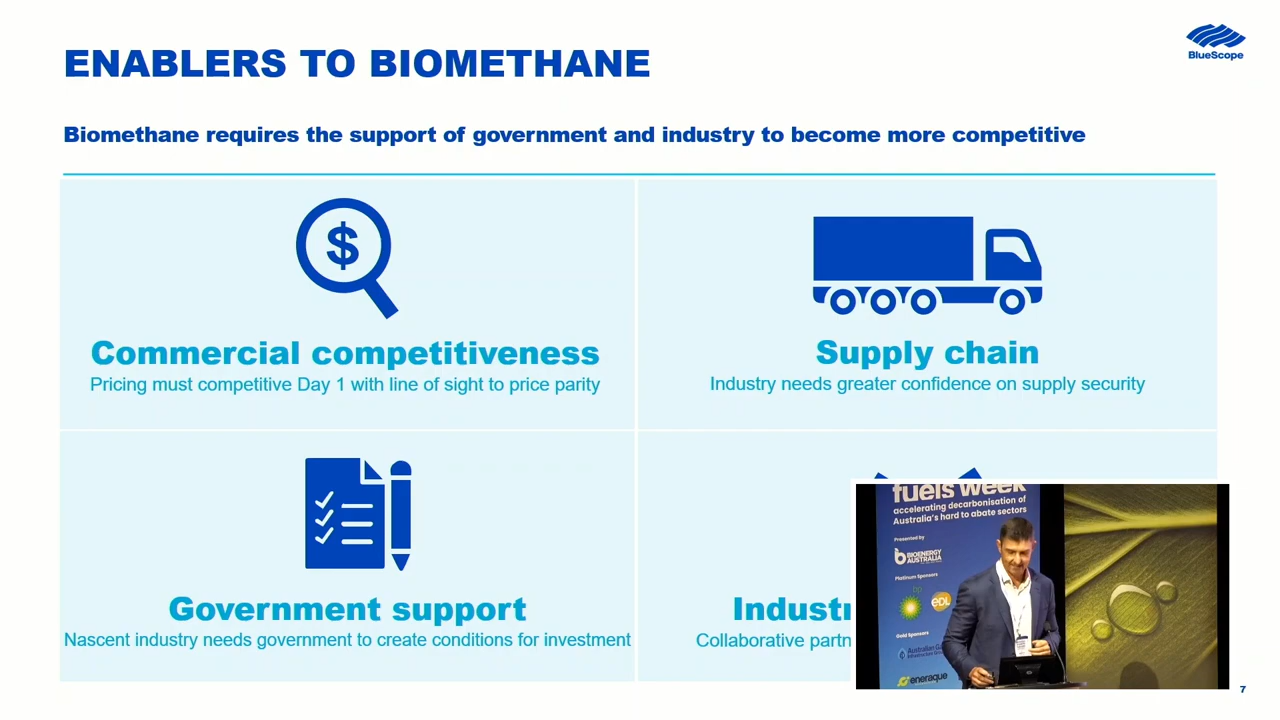 ENABLERS TO BIOMETHANE
BlueScope
Biomethane requires the support of government and industry to become more competitive
$
Commercial competitiveness
Pricing must competitive Day 1 with line of sight to price parity
Supply chain
Industry needs greater confidence on supply security
Government support
Nascent industry needs government to create conditions for investment
Collaborative
fuels week
accelerating decarbonisation of
Australia's hard to abate sectors
Presented by
BIOENERGY
AUSTRALIA
Platinum Sponsors
bp
EDL
Gold Sponsors
Australian
Infrastructure
eneraque
7